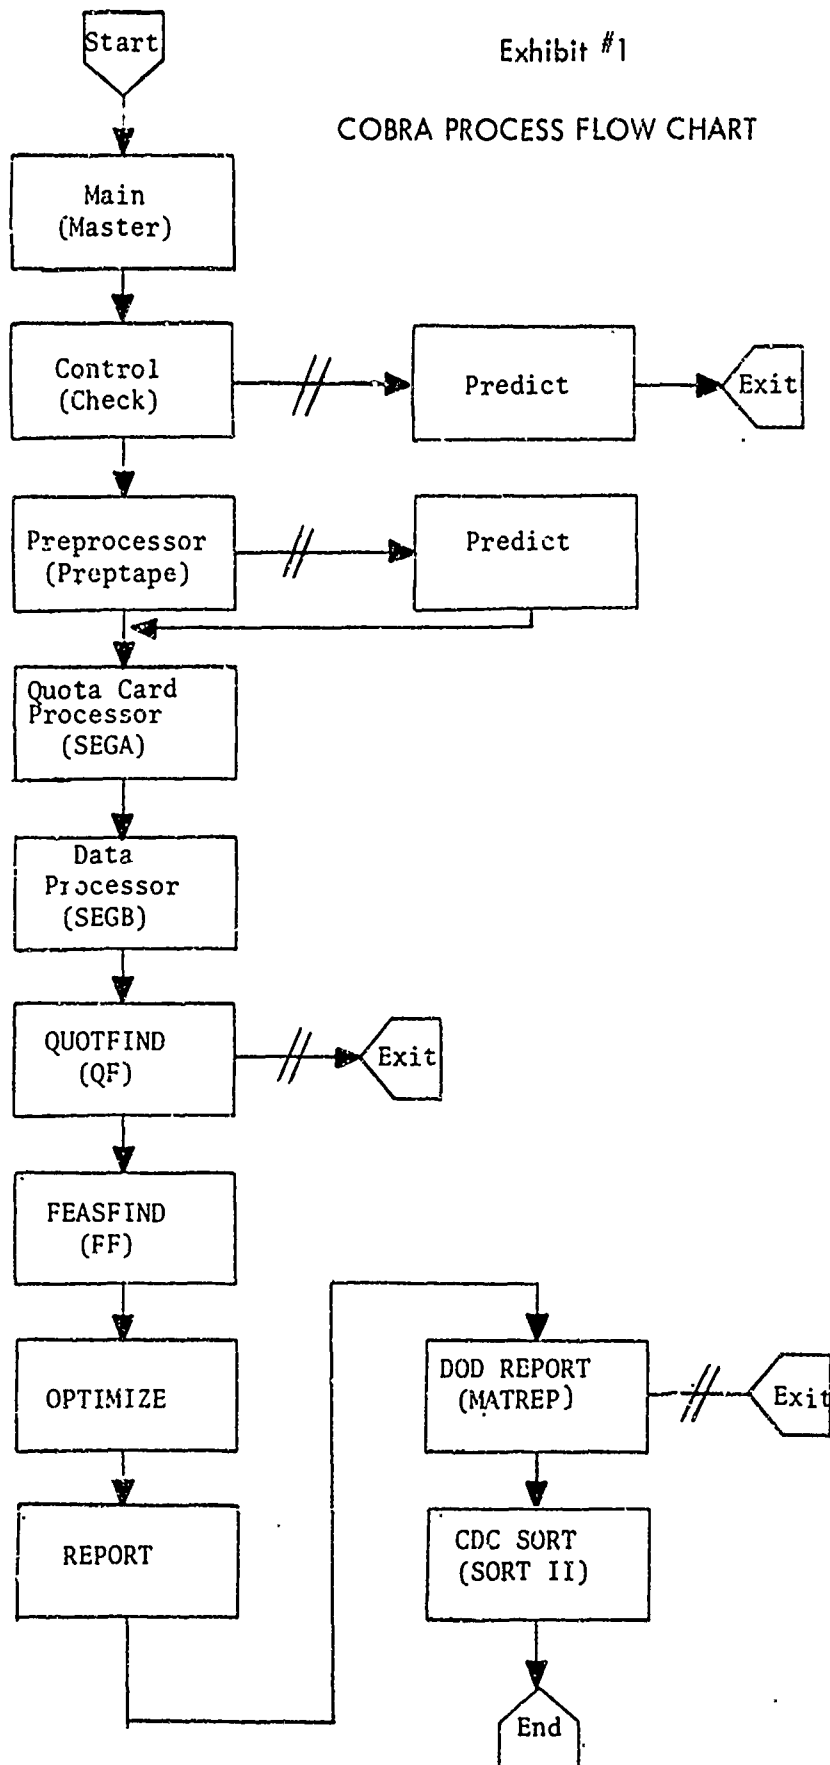 Start
Exhibit #1
COBRA PROCESS FLOW CHART
Main
(Master)
Control
(Check)
Predict
Exit
Preprocessor
(Preptape)
Predict
Quota Card
Processor
(SEGA)
Data
Processor
(SEGB)
QUOTFIND
(QF)
Exit
FEASFIND
(FF)
OPTIMIZE
REPORT
DOD REPORT
(MATREP)
Exit
CDC SORT
(SORT II)
End